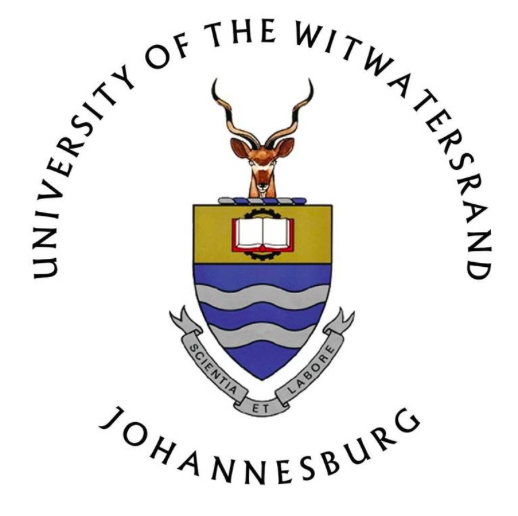 UNIVERSITY OF THE WITWATERSRAND
SCIENTIA ET LABORE
JOHANNESBURG